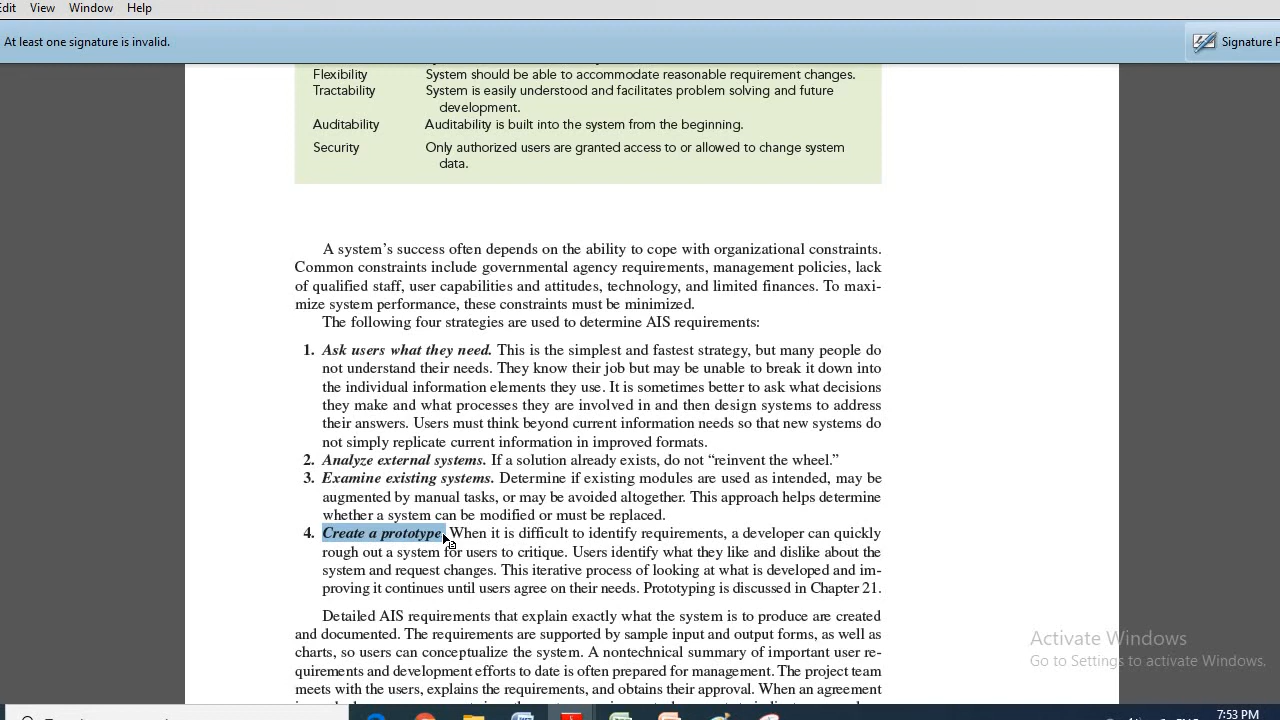 Edit View Window Help
At least one signature is invalid.
Signature P
Flexibility System should be able to accommodate reasonable requirement changes.
Tractability System is easily understood and facilitates problem solving and future
development.
Auditability Auditability is built into the system from the beginning.
Security Only authorized users are granted access to or allowed to change system
data.
A system’s success often depends on the ability to cope with organizational constraints.
Common constraints include governmental agency requirements, management policies, lack
of qualified staff, user capabilities and attitudes, technology, and limited finances. To maxi-
mize system performance, these constraints must be minimized.
The following four strategies are used to determine AIS requirements:
1. Ask users what they need. This is the simplest and fastest strategy, but many people do
not understand their needs. They know their job but may be unable to break it down into
the individual information elements they use. It is sometimes better to ask what decisions
they make and what processes they are involved in and then design systems to address
their answers. Users must think beyond current information needs so that new systems do
not simply replicate current information in improved formats.
2. Analyze external systems. If a solution already exists, do not “reinvent the wheel.”
3. Examine existing systems. Determine if existing modules are used as intended, may be
augmented by manual tasks, or may be avoided altogether. This approach helps determine
whether a system can be modified or must be replaced.
4. Create a prototype. When it is difficult to identify requirements, a developer can quickly
rough out a system for users to critique. Users identify what they like and dislike about the
system and request changes. This iterative process of looking at what is developed and im-
proving it continues until users agree on their needs. Prototyping is discussed in Chapter 21.
Detailed AIS requirements that explain exactly what the system is to produce are created
and documented. The requirements are supported by sample input and output forms, as well as
charts, so users can conceptualize the system. A nontechnical summary of important user re-
quirements and development efforts to date is often prepared for management. The project team
meets with the users, explains the requirements, and obtains their approval. When an agreement
Activate Windows
Go to Settings to activate Windows.
7:53 PM